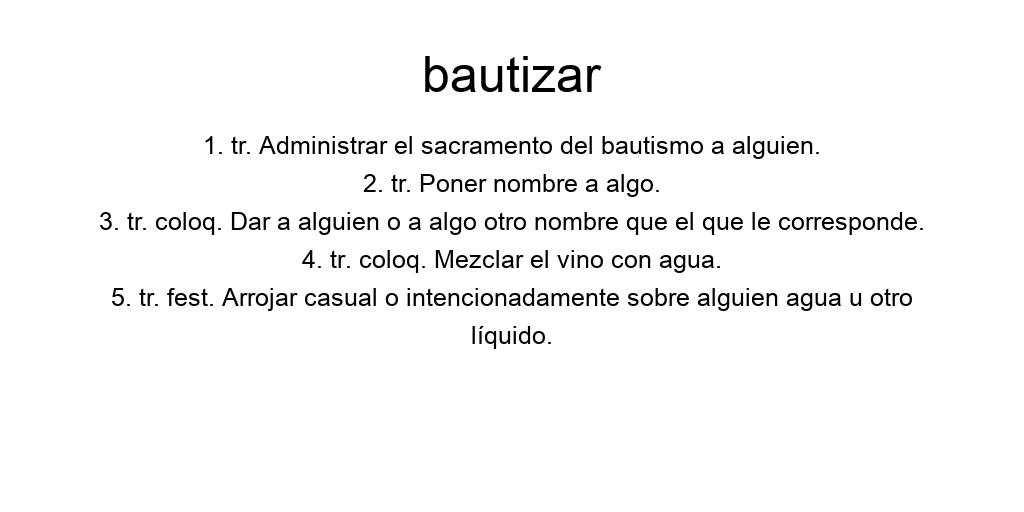 bautizar
1. tr. Administrar el sacramento del bautismo a alguien.
2. tr. Poner nombre a algo.
3. tr. coloq. Dar a alguien o a algo otro nombre que el que le corresponde.
4. tr. coloq. Mezclar el vino con agua.
5. tr. fest. Arrojar casual o intencionadamente sobre alguien agua u otro
líquido.